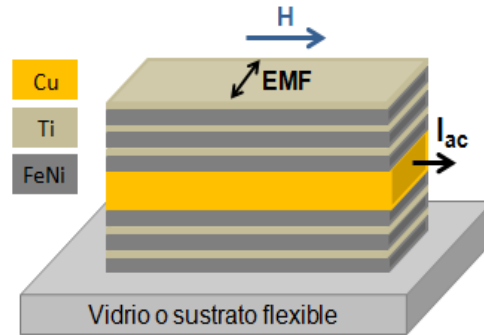 H
EMF
Cu
Ti
FeNi
Iac
Vidrio o sustrato flexible